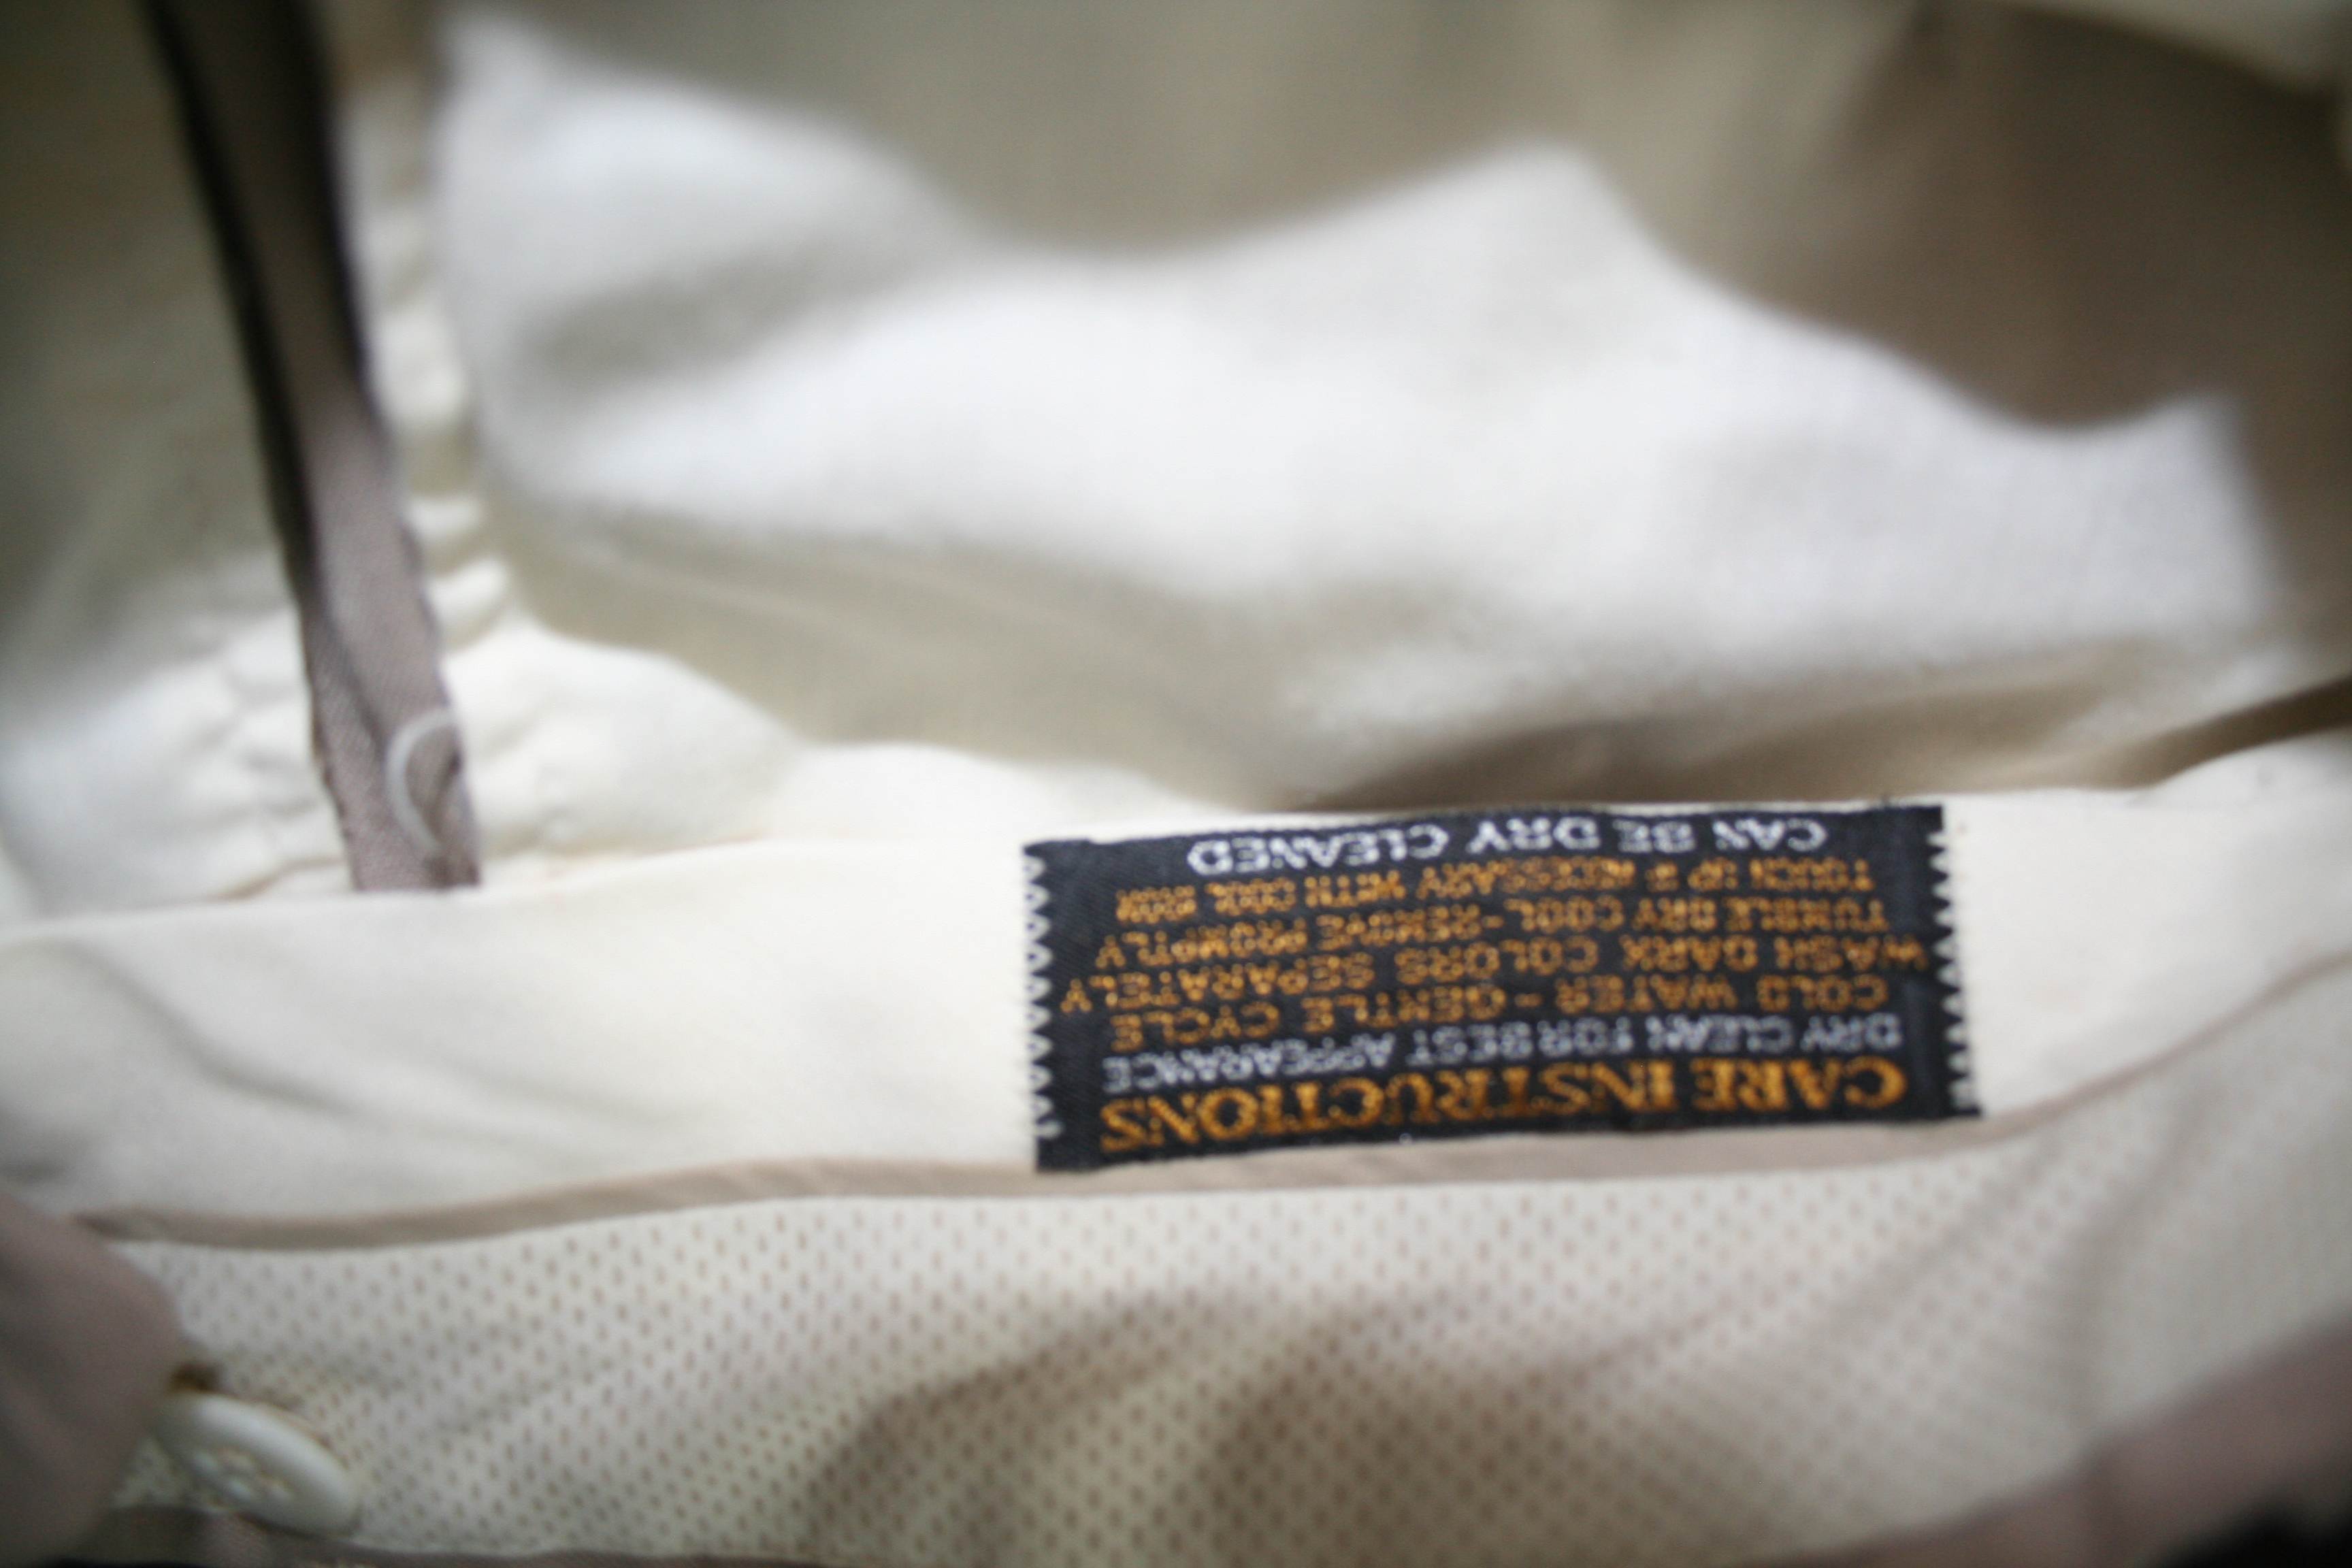 CARE INSTRUCTIONS
DRY CLEAN FOR BEST APPEARANCE
COLD WATER - GENTLE CYCLE
WASH DARK COLORS SEPARATELY
TUMBLE DRY COOL-REMOVE PROMPTLY
TOUCH UP IF NECESSARY WITH COOL IRON
CAN BE DRY CLEANED